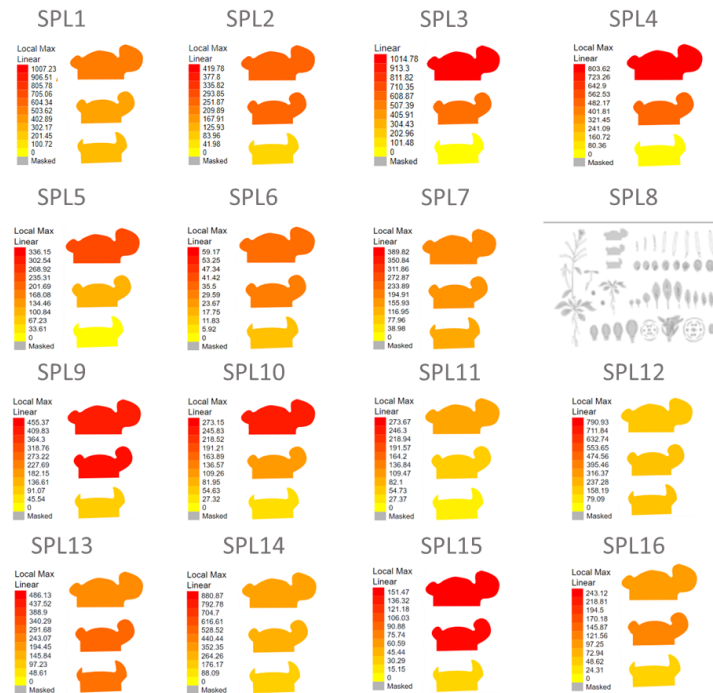 SPL1
Local Max
Linear
1007.23
906.51
805.78
705.06
604.34
503.62
402.89
302.17
201.45
100.72
0
Masked
SPL2
Local Max
Linear
419.78
377.8
335.82
293.85
251.87
209.89
167.91
125.93
83.96
41.98
0
Masked
SPL3
Linear
1014.78
913.3
811.82
710.35
608.87
507.39
405.91
304.43
202.96
101.48
0
Masked
SPL4
Local Max
Linear
803.62
723.26
642.9
562.53
482.17
401.81
321.45
241.09
160.72
80.36
0
Masked
SPL5
Local Max
Linear
336.15
302.54
268.92
235.31
201.69
168.08
134.46
100.84
67.23
33.61
0
Masked
SPL6
Local Max
Linear
59.17
53.25
47.34
41.42
35.5
29.59
23.67
17.75
11.83
5.92
0
Masked
SPL7
Local Max
Linear
389.82
350.84
311.86
272.87
233.89
194.91
155.93
116.95
77.96
38.98
0
Masked
SPL8
SPL9
Local Max
Linear
455.37
409.83
364.3
318.76
273.22
227.69
182.15
136.61
91.07
45.54
0
Masked
SPL10
Local Max
Linear
273.15
245.83
218.52
191.21
163.89
136.57
109.26
81.95
54.63
27.32
0
Masked
SPL11
Local Max
Linear
273.67
246.3
218.94
191.57
164.2
136.84
109.47
82.1
54.73
27.37
0
Masked
SPL12
Local Max
Linear
790.93
711.84
632.74
553.65
474.56
395.46
316.37
237.28
158.19
79.09
0
Masked
SPL13
Local Max
Linear
486.13
437.52
388.9
340.29
291.68
243.07
194.45
145.84
97.23
48.61
0
Masked
SPL14
Local Max
Linear
880.87
792.78
704.7
616.61
528.52
440.44
352.35
264.26
176.17
88.09
0
Masked
SPL15
Local Max
Linear
151.47
136.32
121.18
106.03
90.88
75.74
60.59
45.44
30.29
15.15
0
Masked
SPL16
Local Max
Linear
243.12
218.81
194.5
170.18
145.87
121.56
97.25
72.94
48.62
24.31
0
Masked